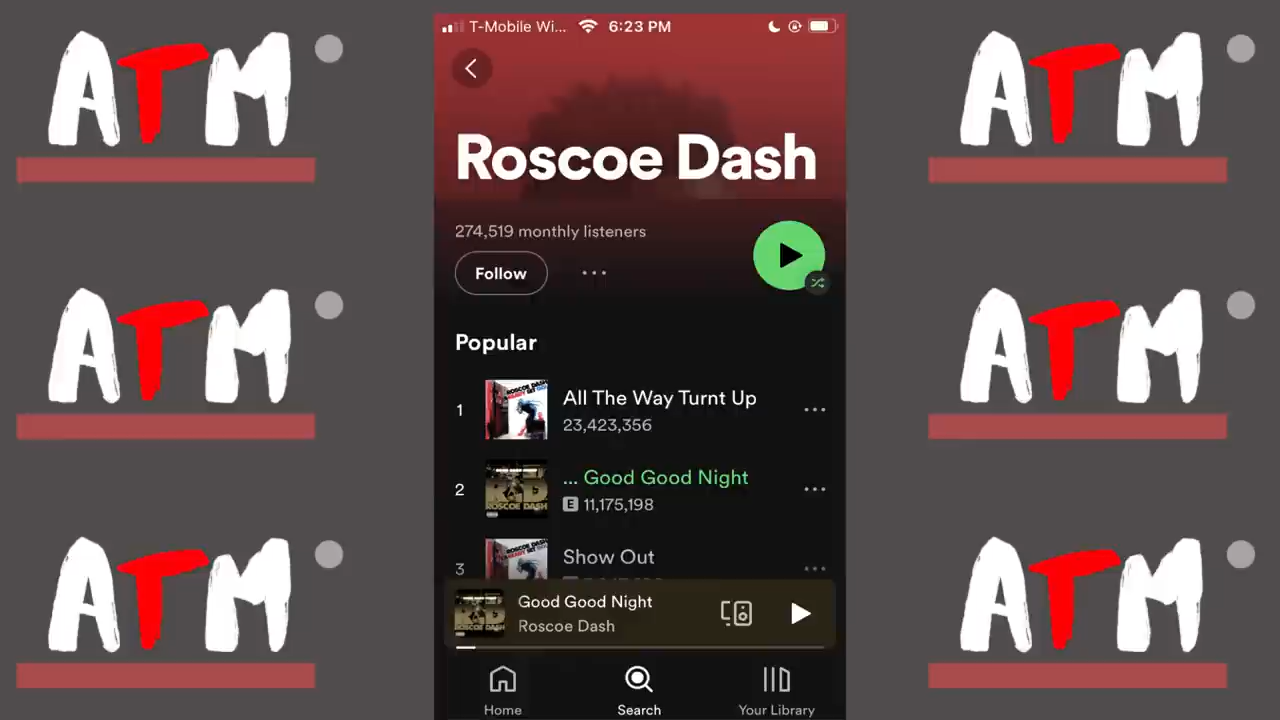 ATM
ATM
T-Mobile Wi... 6:23 PM
Roscoe Dash
274,519 monthly listeners
Follow
Popular
1 All The Way Turnt Up
23,423,356
2 ... Good Good Night
E 11,175,198
3 Show Out
Good Good Night
Roscoe Dash
Home Search Your Library
ATM
ATM
ATM
ATM